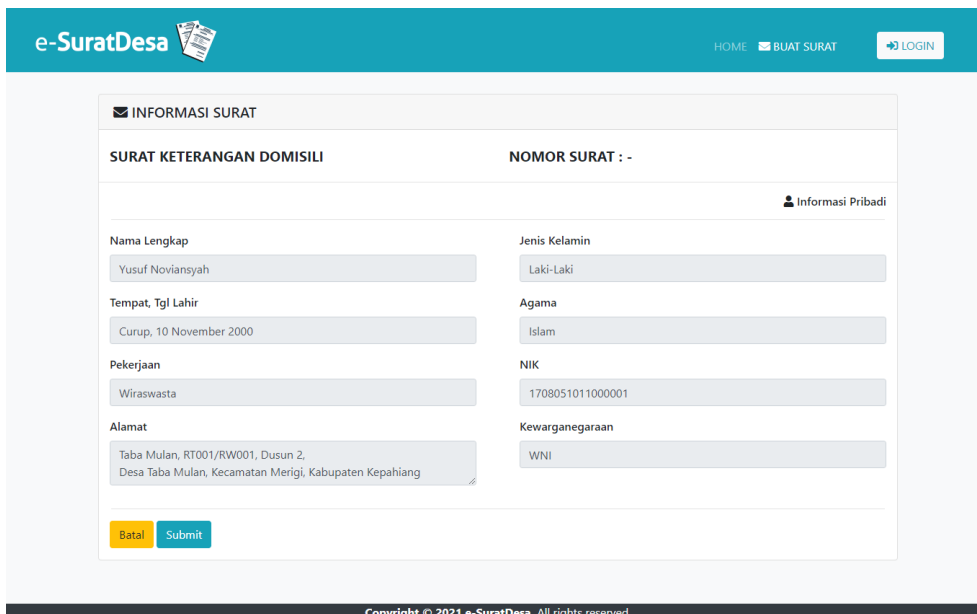 e-SuratDesa
HOME
BUAT SURAT
LOGIN
INFORMASI SURAT
SURAT KETERANGAN DOMISILI
NOMOR SURAT : -
Informasi Pribadi
Nama Lengkap
Yusuf Noviansyah
Jenis Kelamin
Laki-Laki
Tempat, Tgl Lahir
Curup, 10 November 2000
Agama
Islam
Pekerjaan
Wiraswasta
NIK
1708051011000001
Alamat
Taba Mulan, RT001/RW001, Dusun 2,
Desa Taba Mulan, Kecamatan Merigi, Kabupaten Kepahiang
Kewarganegaraan
WNI
Batal
Submit
Copyright © 2021 e-SuratDesa. All rights reserved.